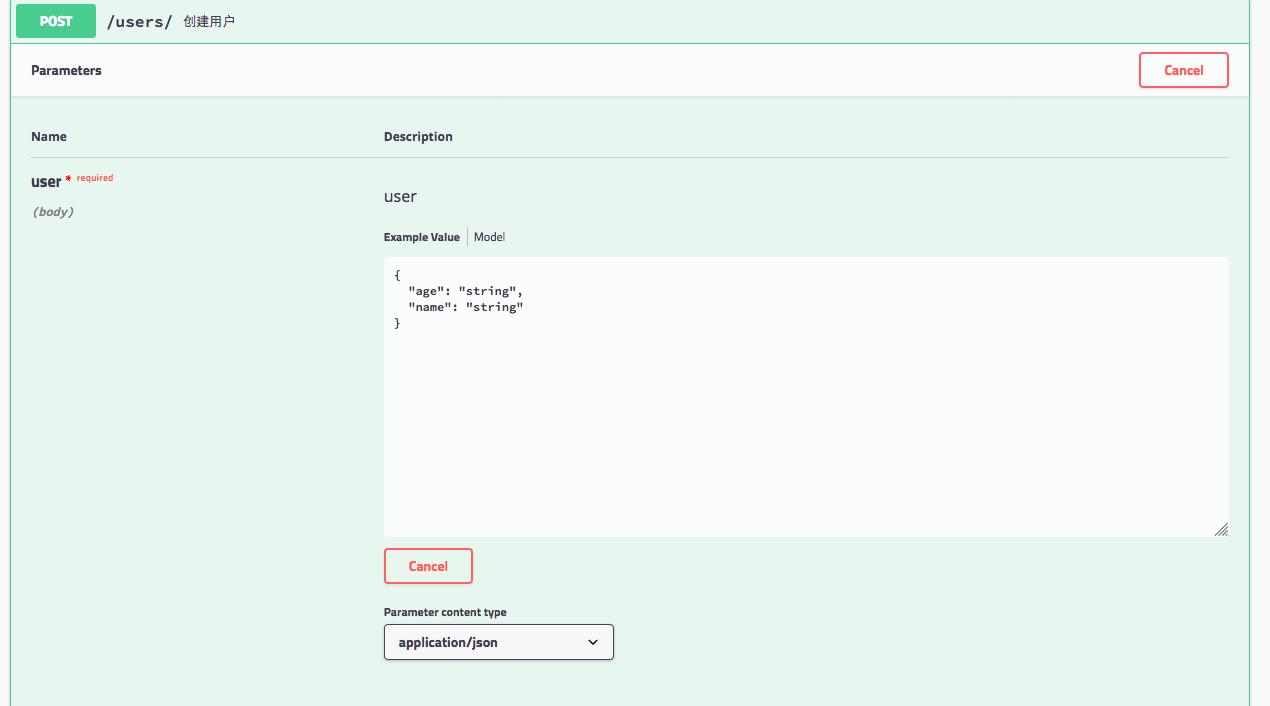 POST /users/ 创建用户
Parameters
Cancel
Name Description
user * required
(body)
user
Example Value Model
{
"age": "string",
"name": "string"
}
Cancel
Parameter content type
application/json